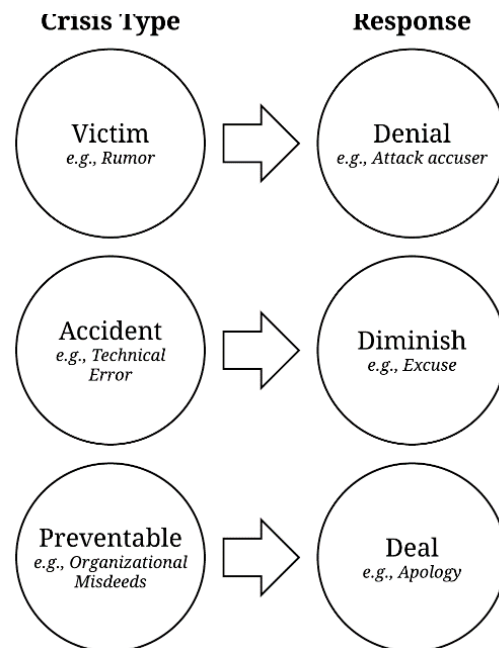 Crisis Type Response
Victim
e.g., Rumor
Denial
e.g., Attack accuser
Accident
e.g., Technical
Error
Diminish
e.g., Excuse
Preventable
e.g., Organizational
Misdeeds
Deal
e.g., Apology